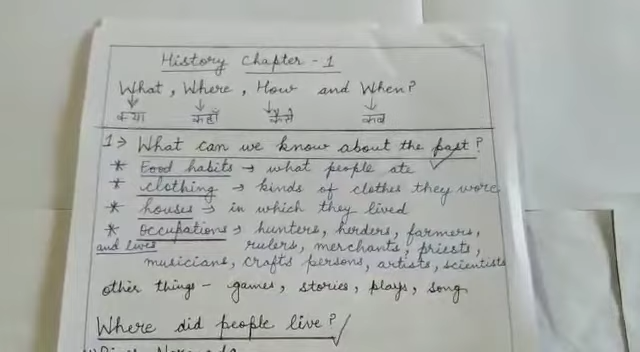 History Chapter - 1
What, Where, How and When?
क्या कहाँ कैसे कब
1→ What can we know about the past?
* Food habits → what people ate
* clothing → kinds of clothes they wore
* houses → in which they lived
* occupations → hunters, herders, farmers,
and lives rulers, merchants, priests,
musicians, crafts persons, artists, scientists
other things - games, stories, plays, song
Where did people live?
River Narmada